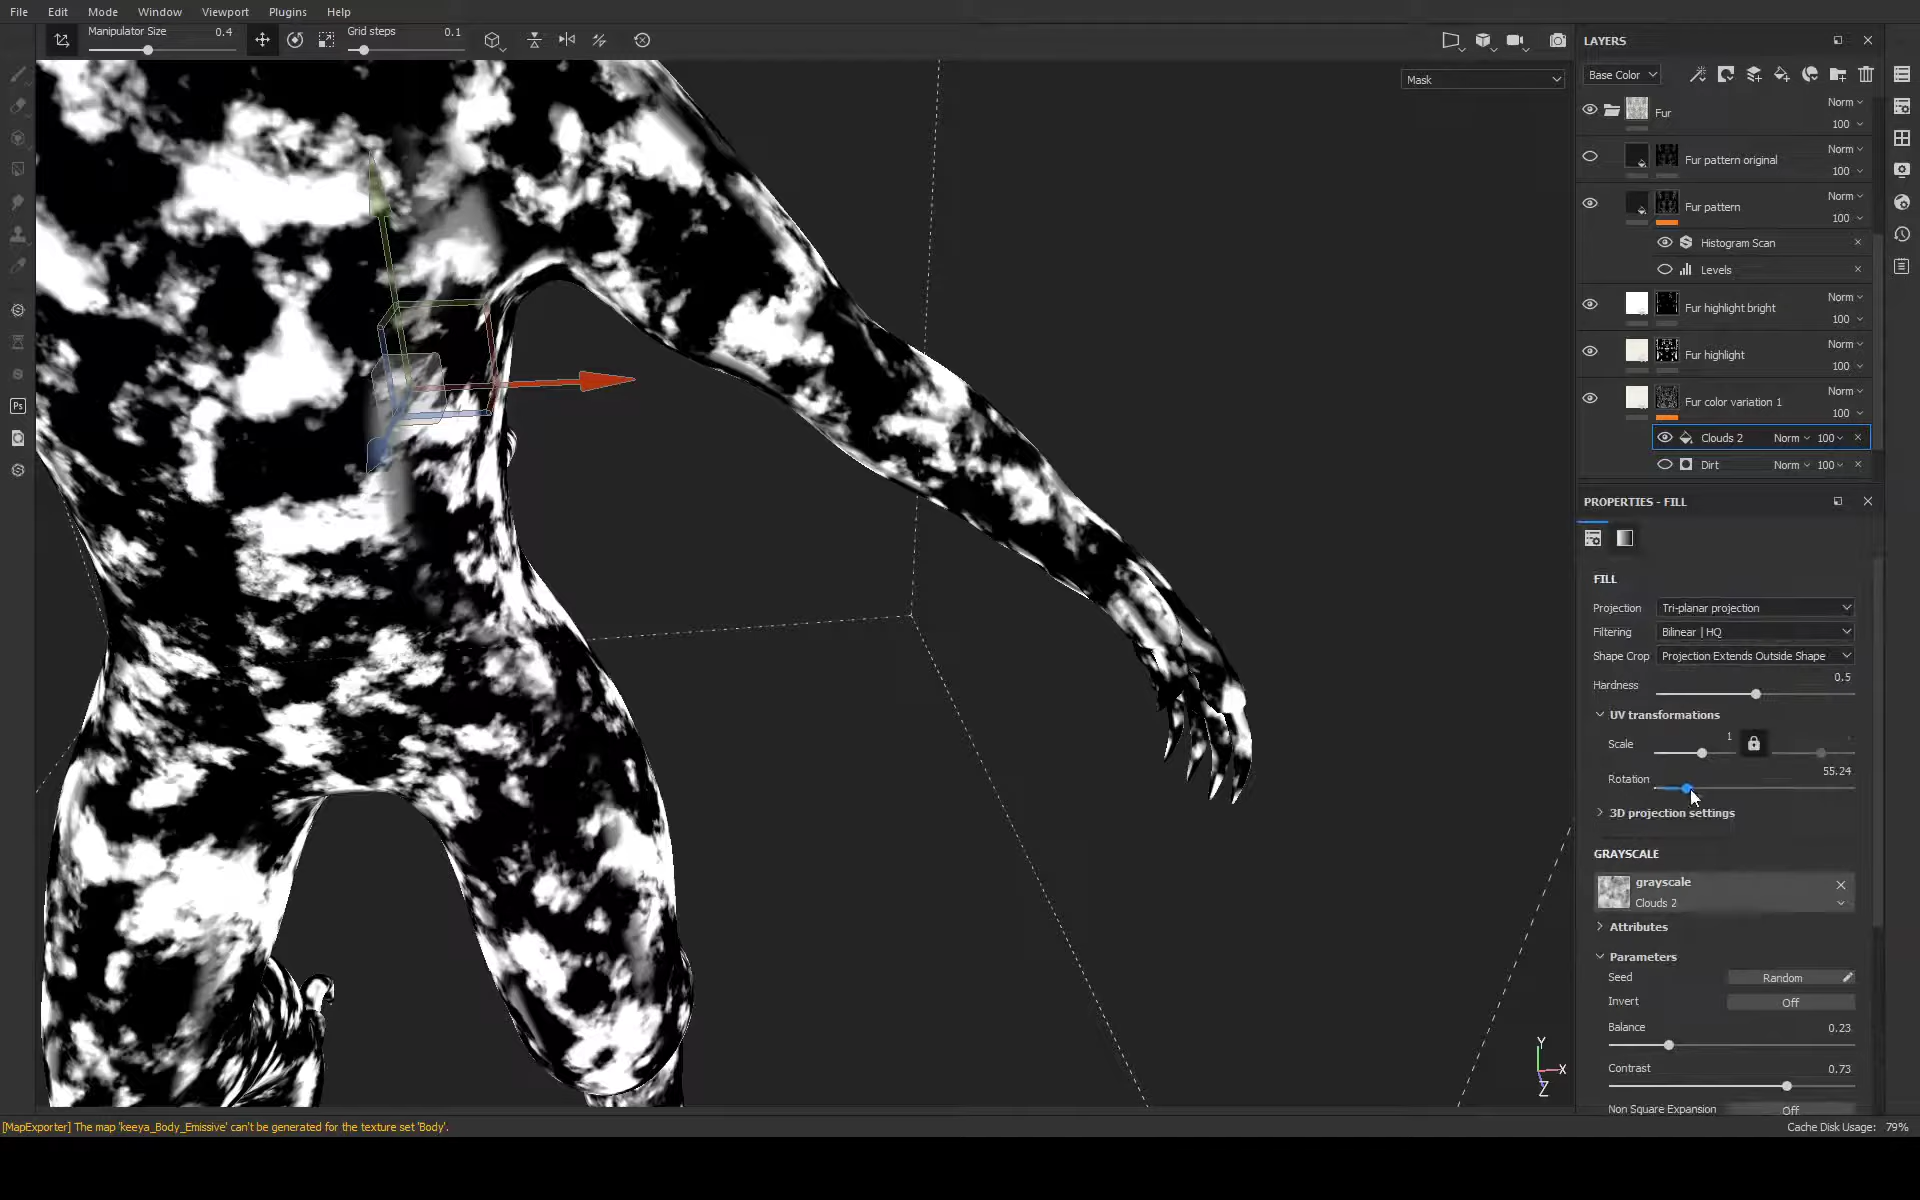 File Edit Mode Window Viewport Plugins Help
Manipulator Size 0.4 Grid steps 0.1
Mask
LAYERS
Base Color
Fur Norm
100
Fur pattern original Norm
100
Fur pattern Norm
100
Histogram Scan
Levels
Fur highlight bright Norm
100
Fur highlight Norm
100
Fur color variation 1 Norm
100
Clouds 2 Norm 100
Dirt Norm 100
PROPERTIES - FILL
FILL
Projection Tri-planar projection
Filtering Bilinear | HQ
Shape Crop Projection Extends Outside Shape
Hardness 0.5
UV transformations
Scale 1
Rotation 55.24
3D projection settings
GRAYSCALE
grayscale
Clouds 2
Attributes
Parameters
Seed Random
Invert Off
Balance 0.23
Contrast 0.73
Non Square Expansion Off
Y
X
Z
Ps
[MapExporter] The map 'keeya_Body_Emissive' can't be generated for the texture set 'Body'.
Cache Disk Usage: 79%